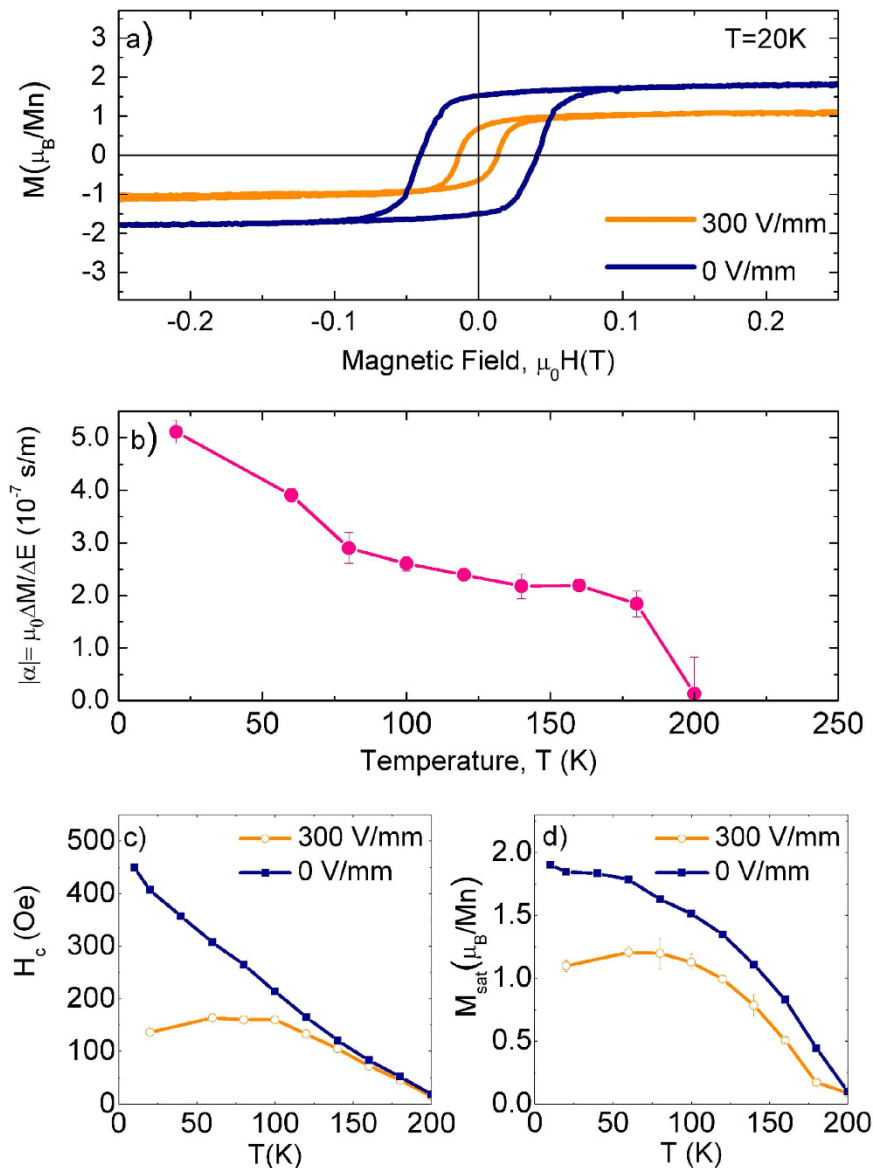 a)
T=20K
3
2
1
0
-1
-2
-3
M(μB/Mn)
300 V/mm
0 V/mm
-0.2 -0.1 0.0 0.1 0.2
Magnetic Field, μ0H(T)
b)
5.0
4.0
3.0
2.0
1.0
0.0
|α|= μ0ΔM/ΔE (10-7 s/m)
0 50 100 150 200 250
Temperature, T (K)
c)
300 V/mm
0 V/mm
500
400
300
200
100
0
Hc (Oe)
0 50 100 150 200
T(K)
d)
300 V/mm
0 V/mm
2.0
1.5
1.0
0.5
0.0
Msat(μB/Mn)
0 50 100 150 200
T (K)